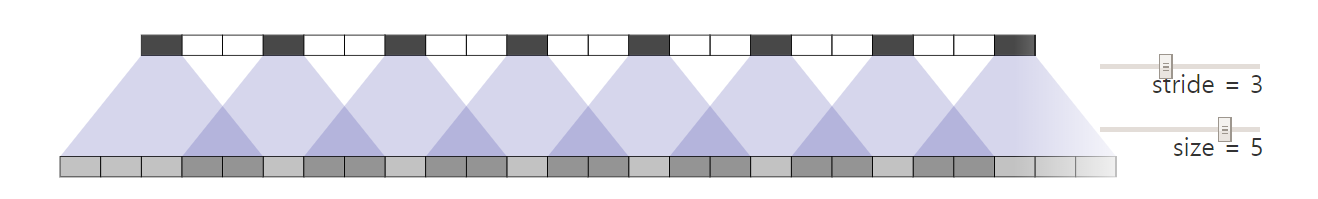 stride = 3
size = 5